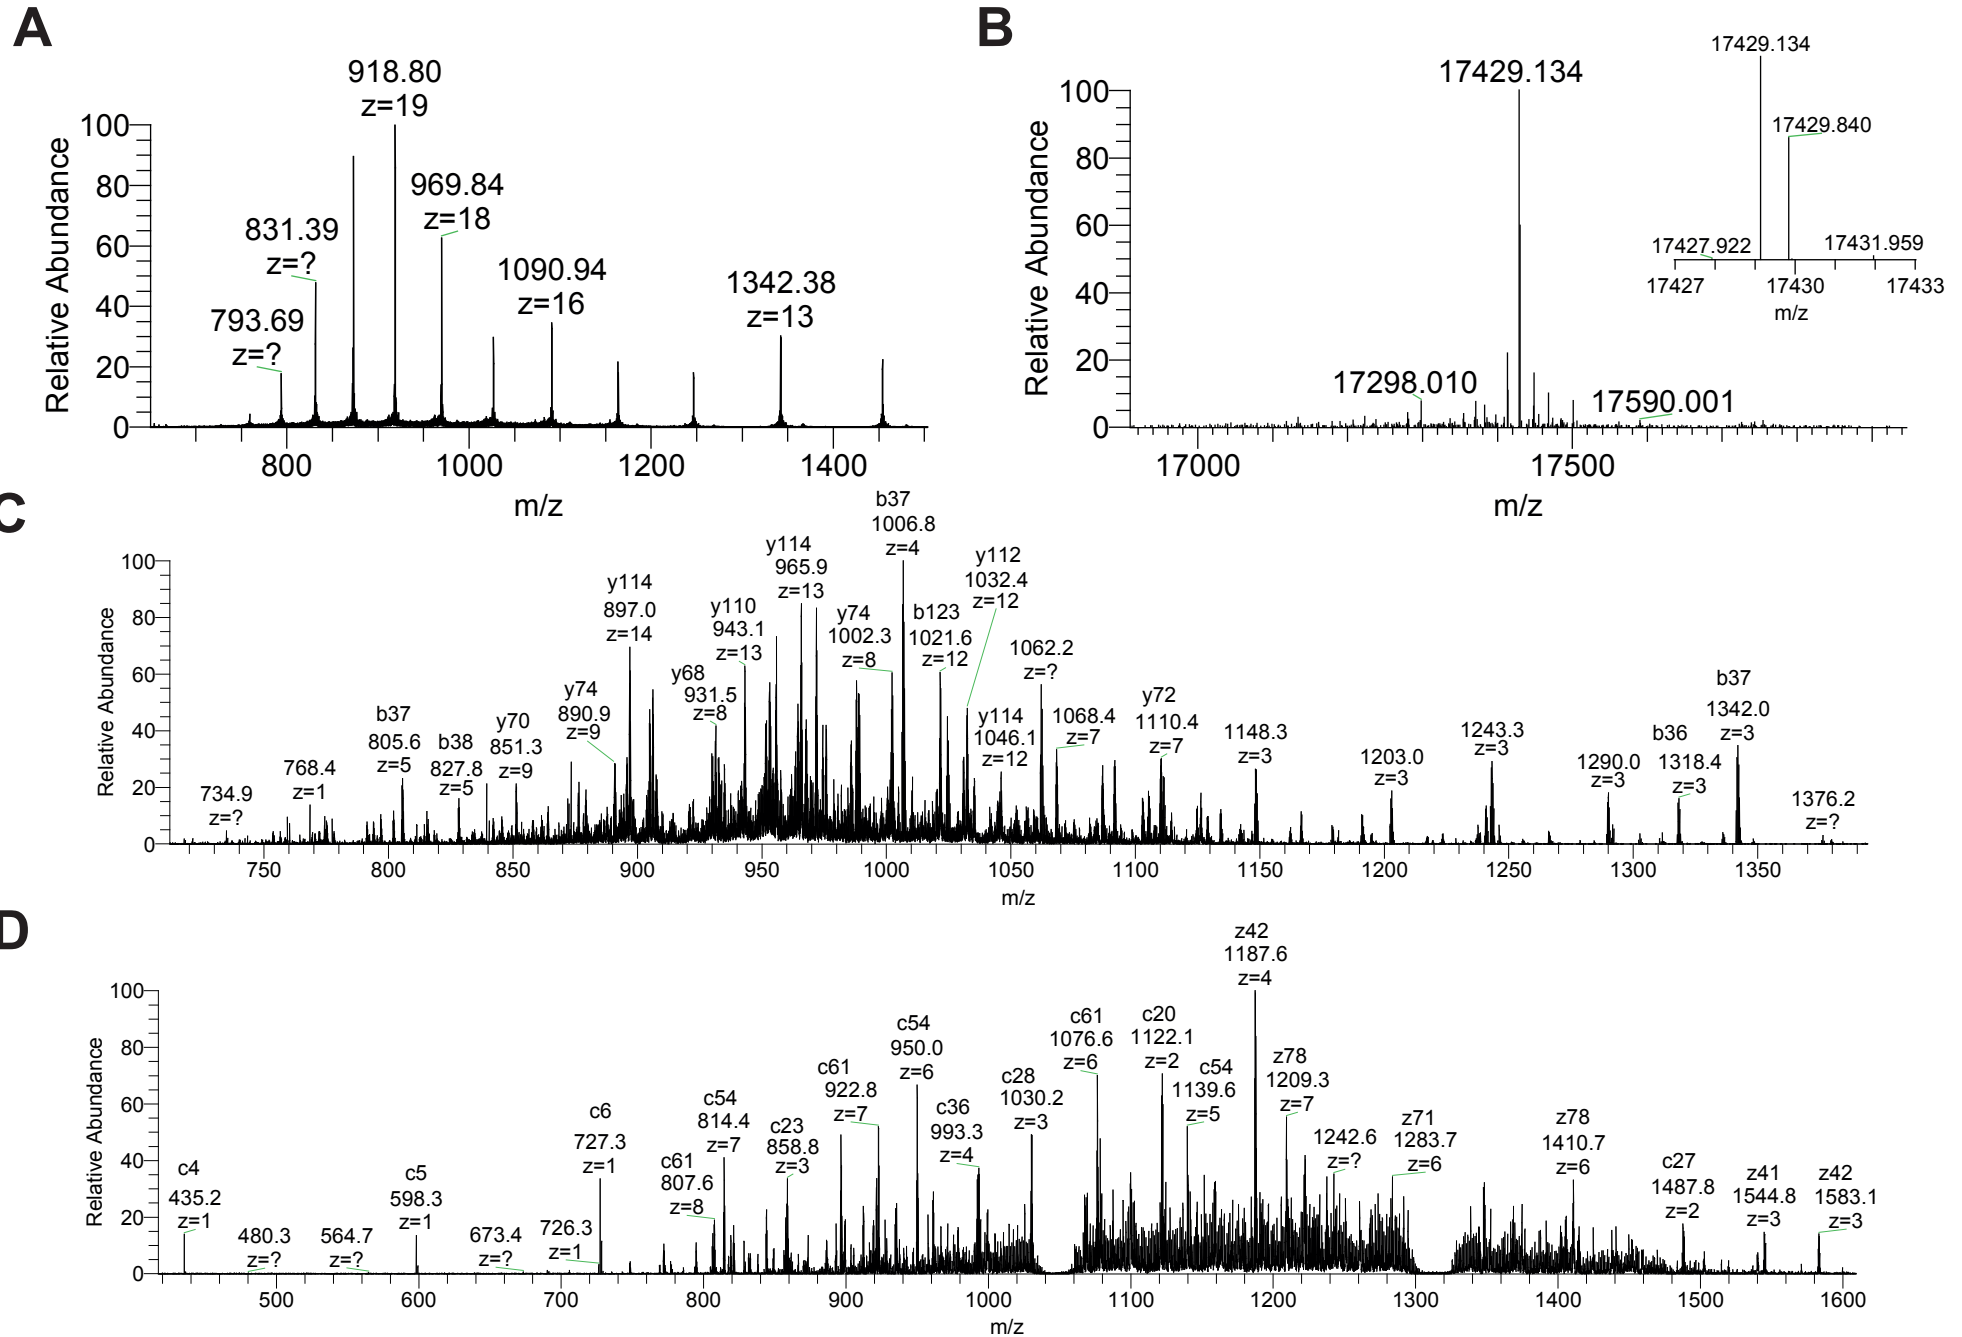 A
918.80
z=19
969.84
z=18
831.39
z=?
1090.94
z=16
1342.38
z=13
793.69
z=?
100
80
60
40
20
0
Relative Abundance
800
1000
1200
1400
m/z
B
17429.134
17429.134
17429.840
17427.922
17431.959
17427
17430
17433
m/z
17298.010
17590.001
100
80
60
40
20
0
Relative Abundance
17000
17500
m/z
C
b37
1006.8
z=4
y114
965.9
z=13
y112
1032.4
z=12
y114
897.0
z=14
y110
943.1
z=13
y74
1002.3
z=8
b123
1021.6
z=12
1062.2
z=?
y68
931.5
z=8
y74
890.9
z=9
b37
805.6
z=5
b38
827.8
z=5
y70
851.3
z=9
y114
1046.1
z=12
1068.4
z=7
y72
1110.4
z=7
1148.3
z=3
1203.0
z=3
1243.3
z=3
1290.0
z=3
b36
1318.4
z=3
b37
1342.0
z=3
1376.2
z=?
734.9
z=?
768.4
z=1
100
80
60
40
20
0
Relative Abundance
750
800
850
900
950
1000
1050
1100
1150
1200
1250
1300
1350
m/z
D
z42
1187.6
z=4
c61
1076.6
z=6
c20
1122.1
z=2
c54
950.0
z=6
c54
1139.6
z=5
z78
1209.3
z=7
c61
922.8
z=7
c28
1030.2
z=3
c54
814.4
z=7
c23
858.8
z=3
c36
993.3
z=4
c6
727.3
z=1
c61
807.6
z=8
1242.6
z=?
z71
1283.7
z=6
z78
1410.7
z=6
c27
1487.8
z=2
z41
1544.8
z=3
z42
1583.1
z=3
c4
435.2
z=1
480.3
z=?
564.7
z=?
c5
598.3
z=1
673.4
z=?
726.3
z=1
100
80
60
40
20
0
Relative Abundance
500
600
700
800
900
1000
1100
1200
1300
1400
1500
1600
m/z